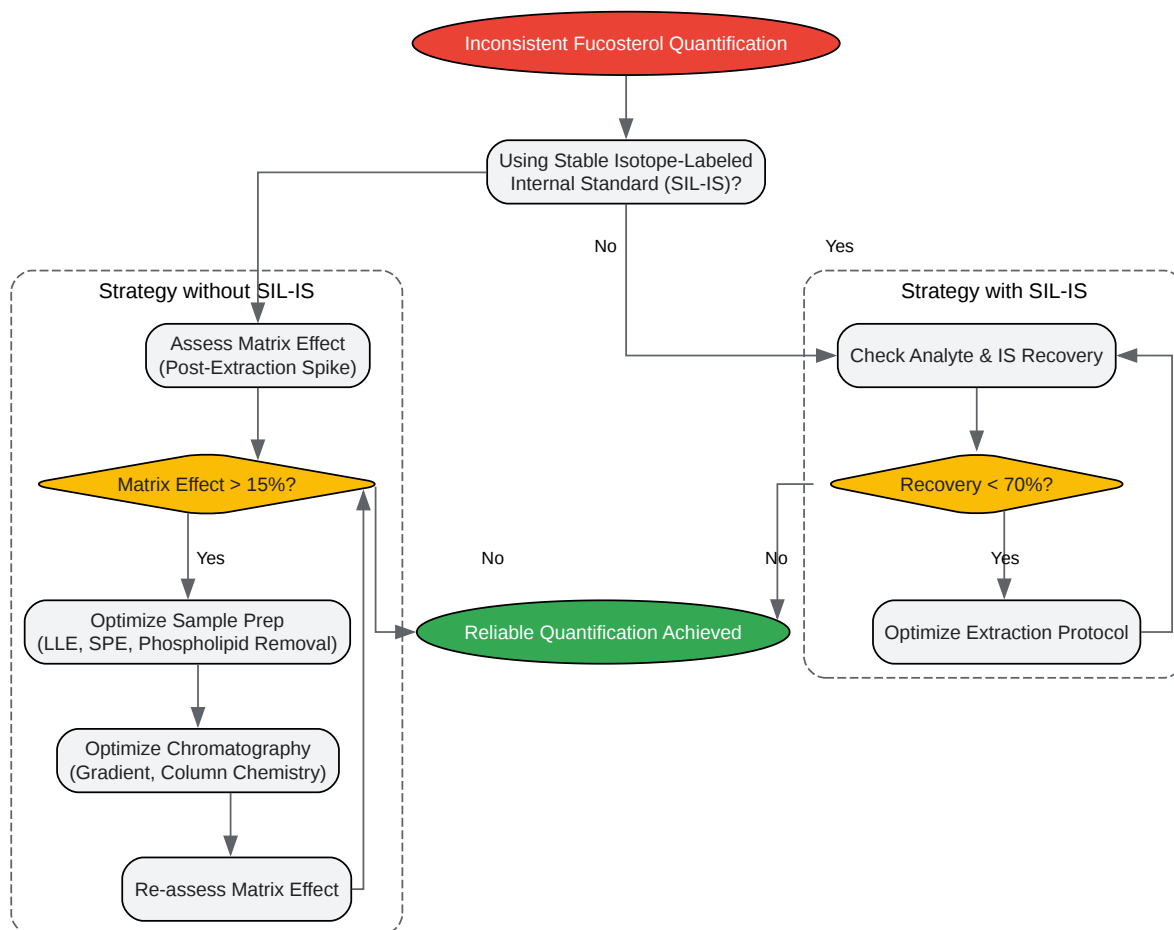 Inconsistent Fucosterol Quantification
Using Stable Isotope-Labeled
Internal Standard (SIL-IS)?
No
Yes
Strategy without SIL-IS
Strategy with SIL-IS
Assess Matrix Effect
(Post-Extraction Spike)
Check Analyte & IS Recovery
Matrix Effect > 15%?
Recovery < 70%?
Yes
No
No
Yes
Optimize Sample Prep
(LLE, SPE, Phospholipid Removal)
Reliable Quantification Achieved
Optimize Extraction Protocol
Optimize Chromatography
(Gradient, Column Chemistry)
Re-assess Matrix Effect